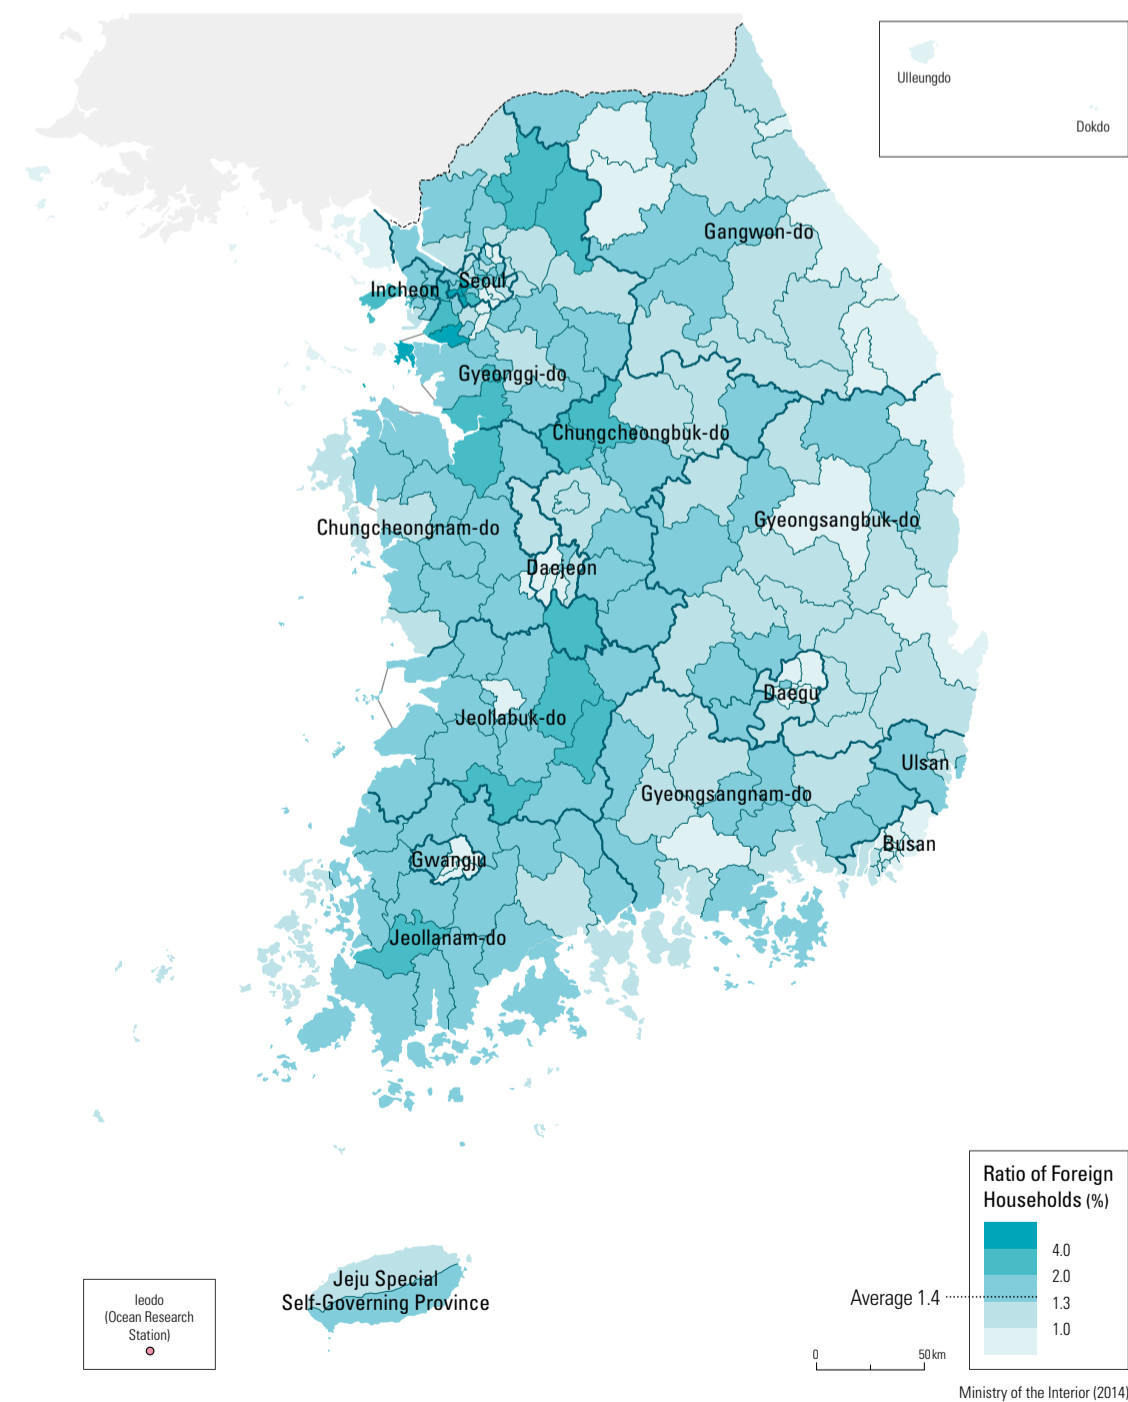 Ulleungdo
Dokdo
Gangwon-do
Seoul
Incheon
Gyeonggi-do
Chungcheongbuk-do
Gyeongsangbuk-do
Chungcheongnam-do
Daejeon
Daegu
Jeollabuk-do
Ulsan
Gyeongsangnam-do
Busan
Gwangju
Jeollanam-do
Jeju Special
Self-Governing Province
Ieodo
(Ocean Research
Station)
Ratio of Foreign
Households (%)
4.0
2.0
Average 1.4
1.3
1.0
0 50 km
Ministry of the Interior (2014)